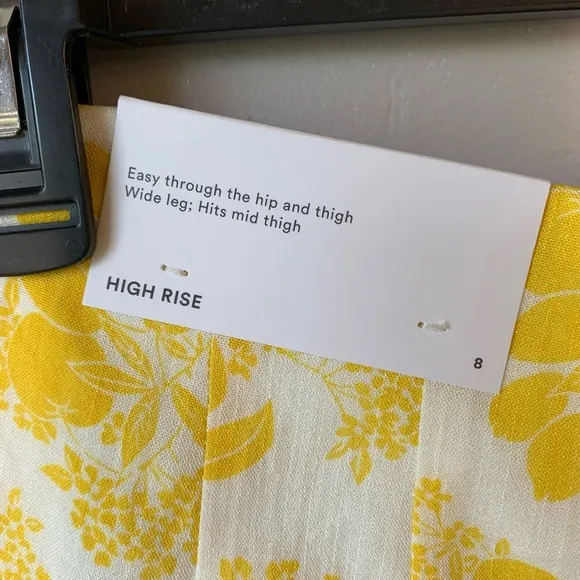 Easy through the hip and thigh
Wide leg; Hits mid thigh
HIGH RISE
8